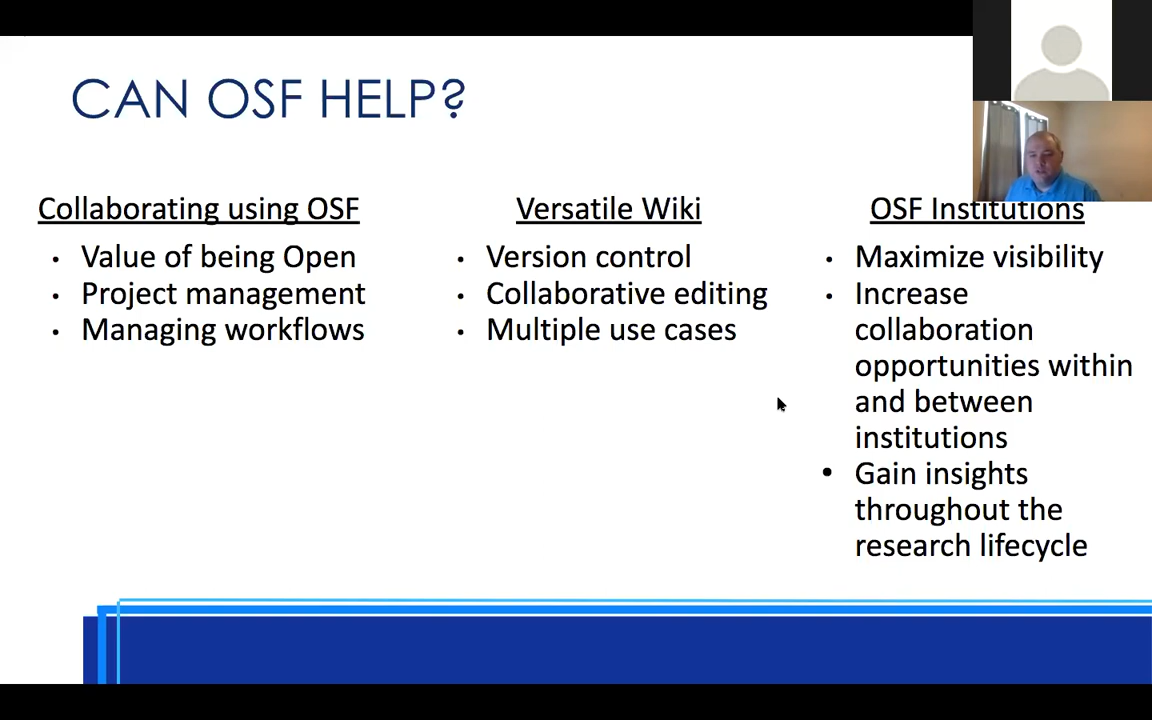 CAN OSF HELP?
Collaborating using OSF
• Value of being Open
• Project management
• Managing workflows
Versatile Wiki
• Version control
• Collaborative editing
• Multiple use cases
OSF Institutions
• Maximize visibility
• Increase
collaboration
opportunities within
and between
institutions
• Gain insights
throughout the
research lifecycle